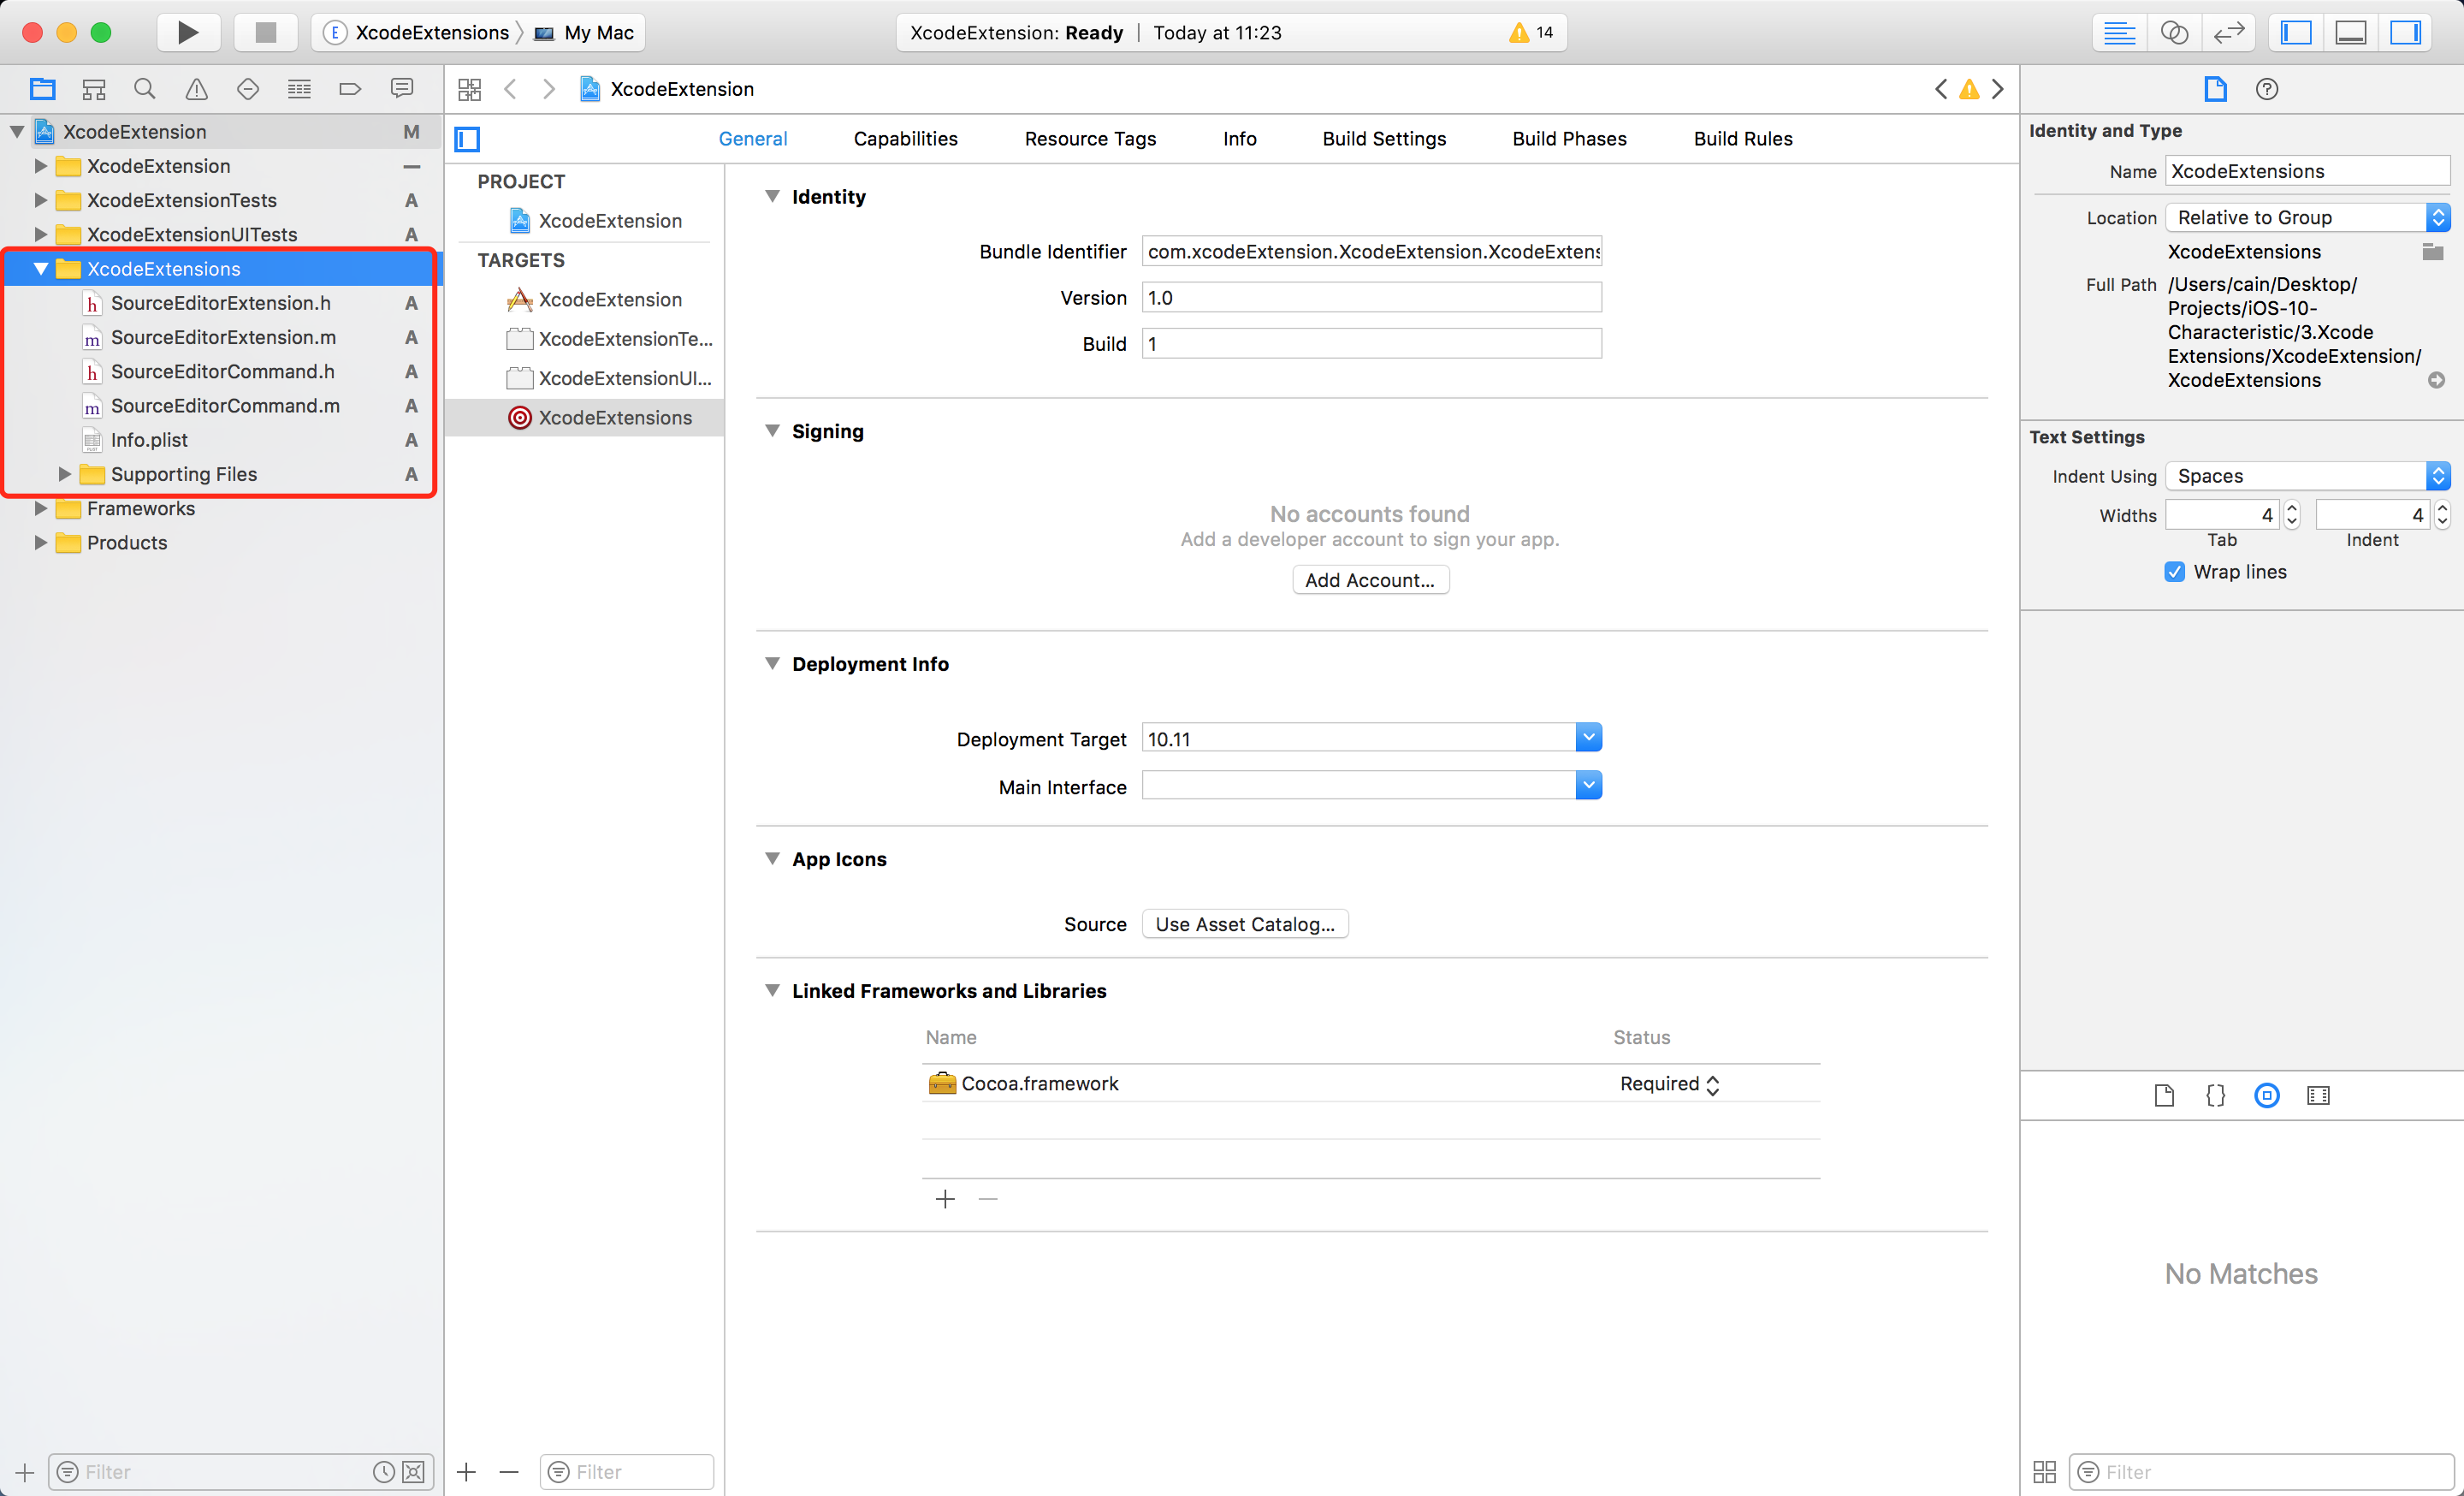 XcodeExtensions
My Mac
XcodeExtension: Ready | Today at 11:23
14
XcodeExtension M
XcodeExtension
XcodeExtensionTests A
XcodeExtensionUITests A
XcodeExtensions
SourceEditorExtension.h A
SourceEditorExtension.m A
SourceEditorCommand.h A
SourceEditorCommand.m A
Info.plist A
Supporting Files A
Frameworks
Products
Filter
XcodeExtension
General Capabilities Resource Tags Info Build Settings Build Phases Build Rules
PROJECT
XcodeExtension
TARGETS
XcodeExtension
XcodeExtensionTe...
XcodeExtensionUI...
XcodeExtensions
Filter
Identity
Bundle Identifier com.xcodeExtension.XcodeExtension.XcodeExtens
Version 1.0
Build 1
Signing
No accounts found
Add a developer account to sign your app.
Add Account...
Deployment Info
Deployment Target 10.11
Main Interface
App Icons
Source Use Asset Catalog...
Linked Frameworks and Libraries
Name Status
Cocoa.framework Required
Identity and Type
Name XcodeExtensions
Location Relative to Group
XcodeExtensions
Full Path /Users/cain/Desktop/
Projects/iOS-10-
Characteristic/3.Xcode
Extensions/XcodeExtension/
XcodeExtensions
Text Settings
Indent Using Spaces
Widths 4 4
Tab Indent
Wrap lines
No Matches
Filter